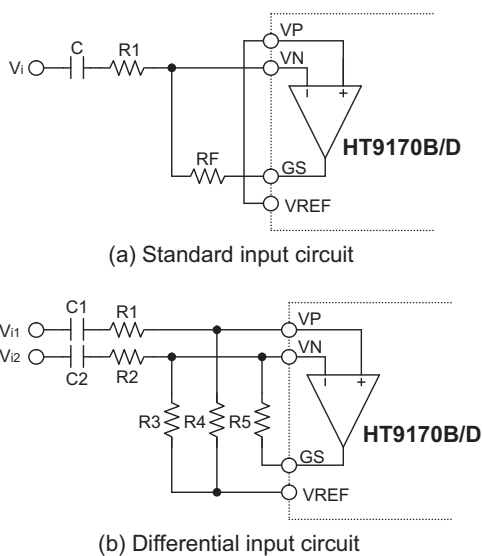 VP
C R1 VN
Vi
− +
HT9170B/D
RF GS
VREF
(a) Standard input circuit
C1 R1 VP
Vi1
Vi2 VN
C2 R2
− +
R3 R4 R5
HT9170B/D
GS
VREF
(b) Differential input circuit